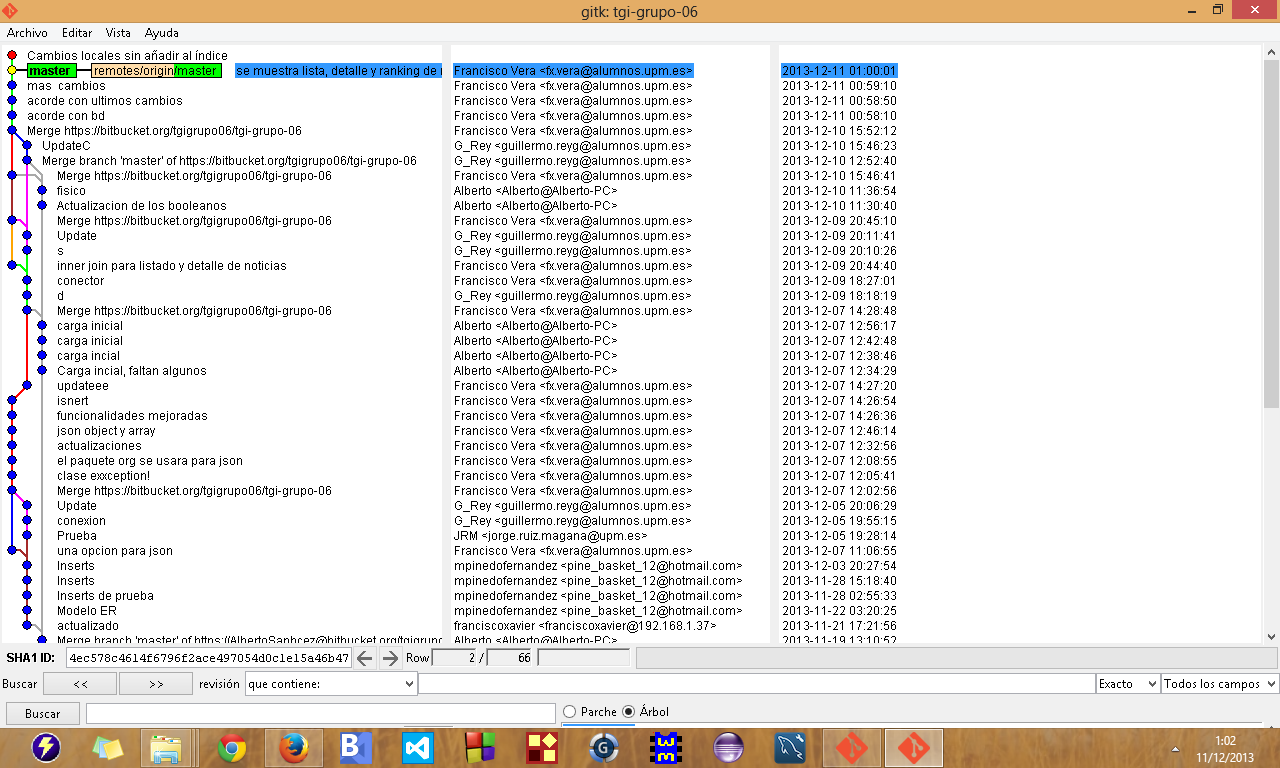 gitk: tgi-grupo-06
Archivo Editar Vista Ayuda
Cambios locales sin añadir al índice
master remotes/origin/master se muestra lista, detalle y ranking de Francisco Vera <fx.vera@alumnos.upm.es> 2013-12-11 01:00:01
mas cambios Francisco Vera <fx.vera@alumnos.upm.es> 2013-12-11 00:59:10
acorde con ultimos cambios Francisco Vera <fx.vera@alumnos.upm.es> 2013-12-11 00:58:50
acorde con bd Francisco Vera <fx.vera@alumnos.upm.es> 2013-12-11 00:58:10
Merge https://bitbucket.org/tgigrupo06/tgi-grupo-06 Francisco Vera <fx.vera@alumnos.upm.es> 2013-12-10 15:52:12
UpdateC G_Rey <guillermo.reyg@alumnos.upm.es> 2013-12-10 15:46:23
Merge branch 'master' of https://bitbucket.org/tgigrupo06/tgi-grupo-06 G_Rey <guillermo.reyg@alumnos.upm.es> 2013-12-10 12:52:40
Merge https://bitbucket.org/tgigrupo06/tgi-grupo-06 Francisco Vera <fx.vera@alumnos.upm.es> 2013-12-10 15:46:41
fisico Alberto <Alberto@Alberto-PC> 2013-12-10 11:36:54
Actualizacion de los booleanos Alberto <Alberto@Alberto-PC> 2013-12-10 11:30:40
Merge https://bitbucket.org/tgigrupo06/tgi-grupo-06 Francisco Vera <fx.vera@alumnos.upm.es> 2013-12-09 20:45:10
Update G_Rey <guillermo.reyg@alumnos.upm.es> 2013-12-09 20:11:41
s G_Rey <guillermo.reyg@alumnos.upm.es> 2013-12-09 20:10:26
inner join para listado y detalle de noticias Francisco Vera <fx.vera@alumnos.upm.es> 2013-12-09 20:44:40
conector Francisco Vera <fx.vera@alumnos.upm.es> 2013-12-09 18:27:01
d G_Rey <guillermo.reyg@alumnos.upm.es> 2013-12-09 18:18:19
Merge https://bitbucket.org/tgigrupo06/tgi-grupo-06 Francisco Vera <fx.vera@alumnos.upm.es> 2013-12-07 14:28:48
carga inicial Alberto <Alberto@Alberto-PC> 2013-12-07 12:56:17
carga inicial Alberto <Alberto@Alberto-PC> 2013-12-07 12:42:48
carga incial Alberto <Alberto@Alberto-PC> 2013-12-07 12:38:46
Carga incial, faltan algunos Alberto <Alberto@Alberto-PC> 2013-12-07 12:34:29
updateee Francisco Vera <fx.vera@alumnos.upm.es> 2013-12-07 14:27:20
isnert Francisco Vera <fx.vera@alumnos.upm.es> 2013-12-07 14:26:54
funcionalidades mejoradas Francisco Vera <fx.vera@alumnos.upm.es> 2013-12-07 14:26:36
json object y array Francisco Vera <fx.vera@alumnos.upm.es> 2013-12-07 12:46:14
actualizaciones Francisco Vera <fx.vera@alumnos.upm.es> 2013-12-07 12:32:56
el paquete org se usara para json Francisco Vera <fx.vera@alumnos.upm.es> 2013-12-07 12:08:55
clase exxception! Francisco Vera <fx.vera@alumnos.upm.es> 2013-12-07 12:05:41
Merge https://bitbucket.org/tgigrupo06/tgi-grupo-06 Francisco Vera <fx.vera@alumnos.upm.es> 2013-12-07 12:02:56
Update G_Rey <guillermo.reyg@alumnos.upm.es> 2013-12-05 20:06:29
conexion G_Rey <guillermo.reyg@alumnos.upm.es> 2013-12-05 19:55:15
Prueba JRM <jorge.ruiz.magana@upm.es> 2013-12-05 19:28:14
una opcion para json Francisco Vera <fx.vera@alumnos.upm.es> 2013-12-07 11:06:55
Inserts mpinedofernandez <pine_basket_12@hotmail.com> 2013-12-03 20:27:54
Inserts mpinedofernandez <pine_basket_12@hotmail.com> 2013-11-28 15:18:40
Inserts de prueba mpinedofernandez <pine_basket_12@hotmail.com> 2013-11-28 02:55:33
Modelo ER mpinedofernandez <pine_basket_12@hotmail.com> 2013-11-22 03:20:25
actualizado franciscoxavier <franciscoxavier@192.168.1.37> 2013-11-21 17:21:56
Merge branch 'master' of https://AlbertoSanhcez@bitbucket.org/tgigrup Alberto <Alberto@Alberto-PC> 2013-11-19 13:10:52
SHA1 ID: 4ec578c4614f6796f2ace497054d0c1e15a46b47 Row 2 / 66
Buscar << >> revisión que contiene: Exacto Todos los campos
Buscar Parche Árbol
1:02
11/12/2013